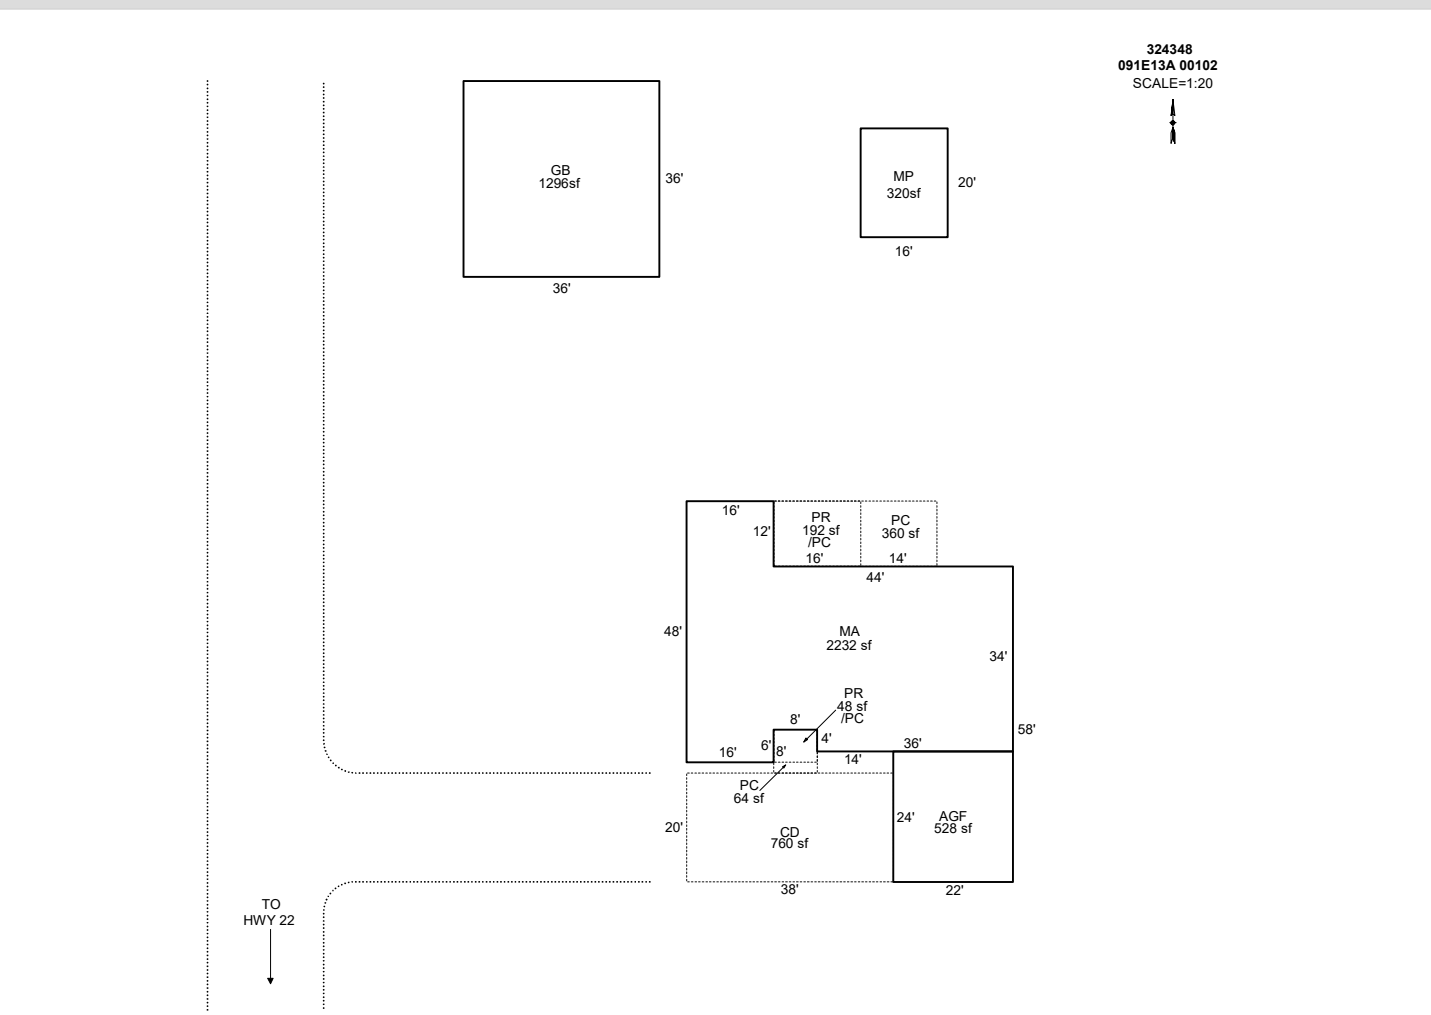 324348
091E13A 00102
SCALE=1:20
GB
1296sf
36'
36'
MP
320sf
20'
16'
16'
12'
PR
192 sf
/PC
16'
PC
360 sf
14'
44'
48'
MA
2232 sf
34'
PR
48 sf
/PC
8'
6'
8'
4'
16'
14'
36'
58'
PC
64 sf
20'
CD
760 sf
38'
24'
AGF
528 sf
22'
TO
HWY 22